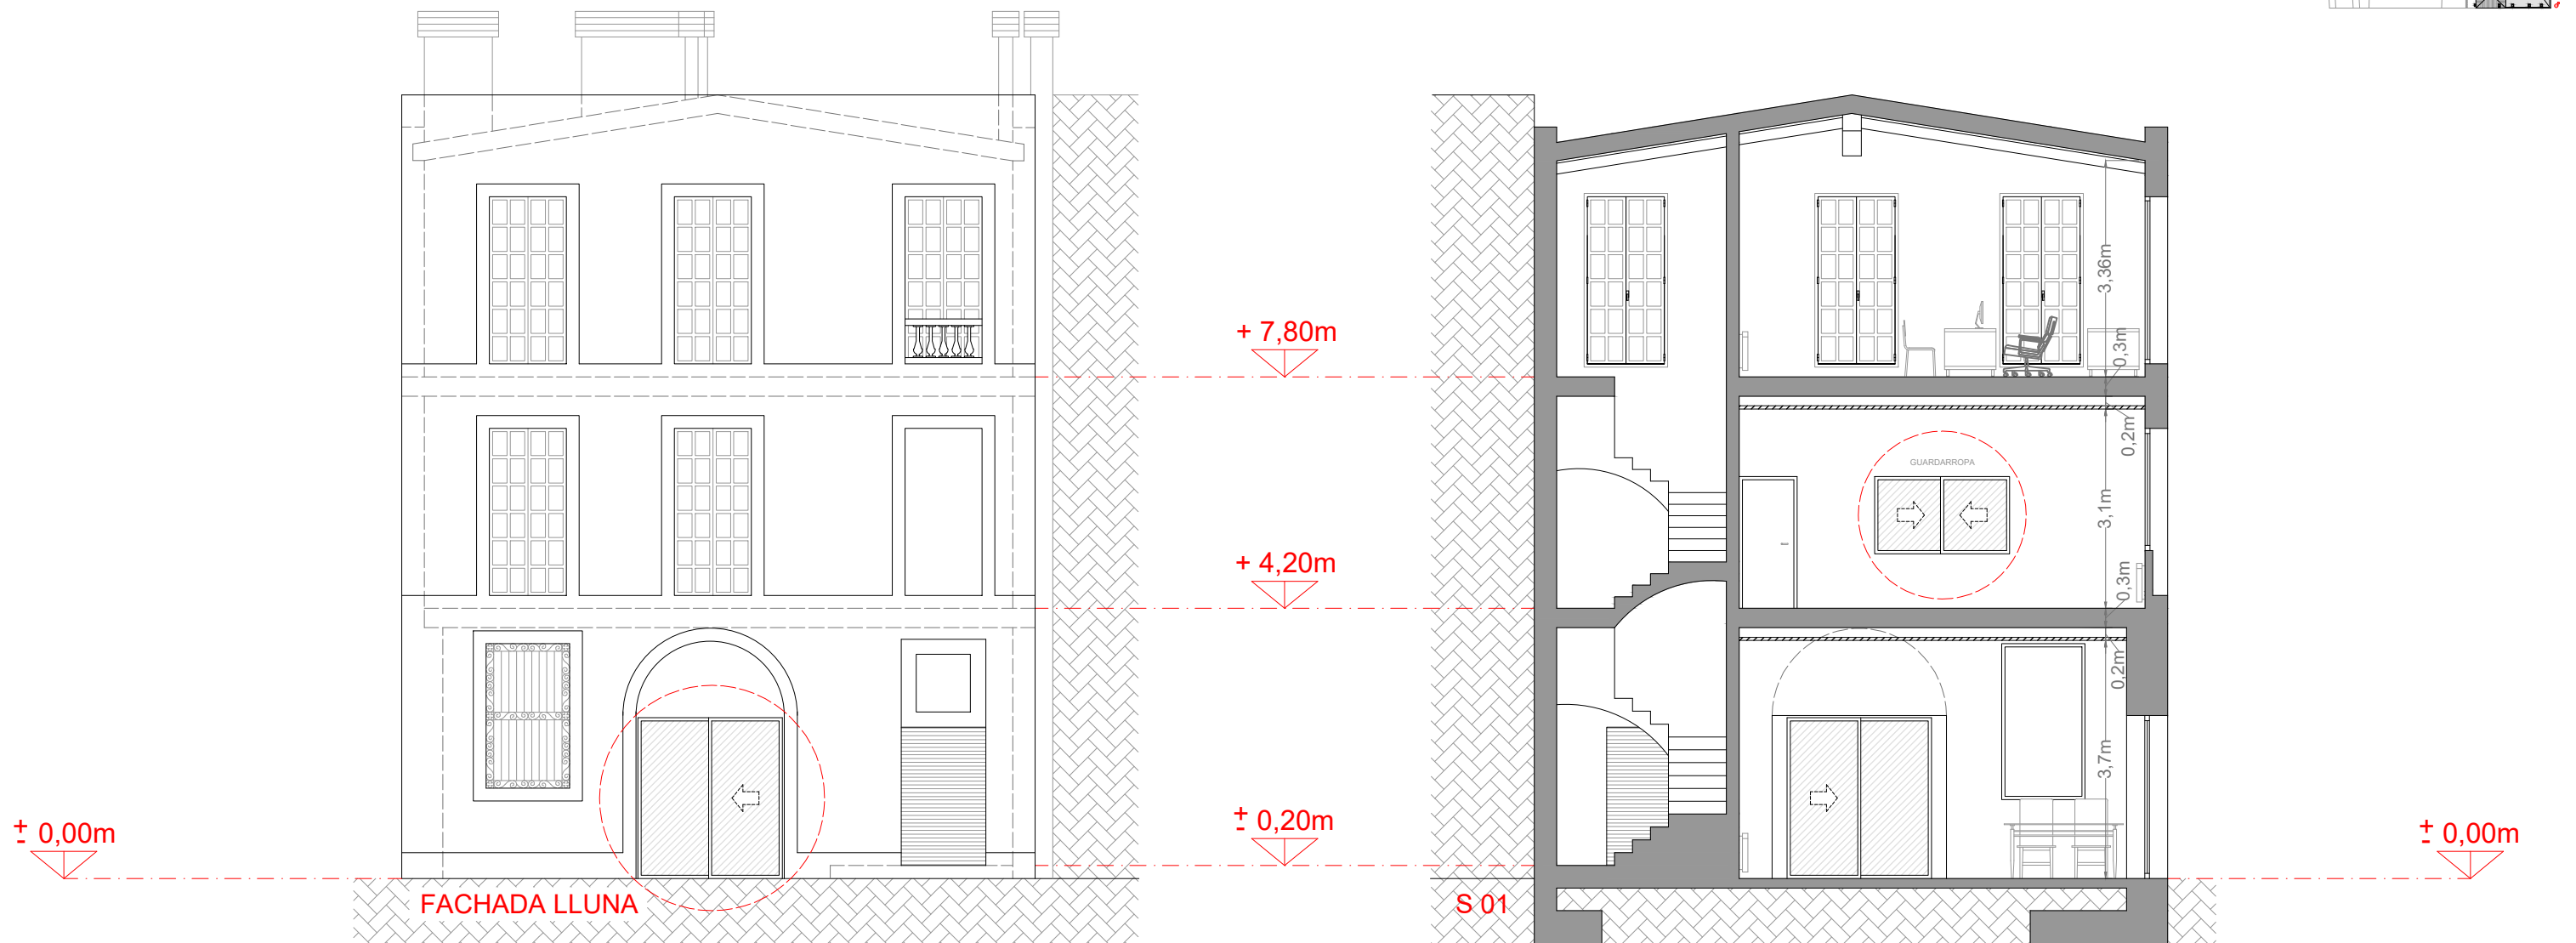 + 7,80m
3,36m
0,3m
0,2m
GUARDARROPA
3,1m
+ 4,20m
0,3m
0,2m
3,7m
± 0,00m
± 0,20m
± 0,00m
FACHADA LLUNA
S 01